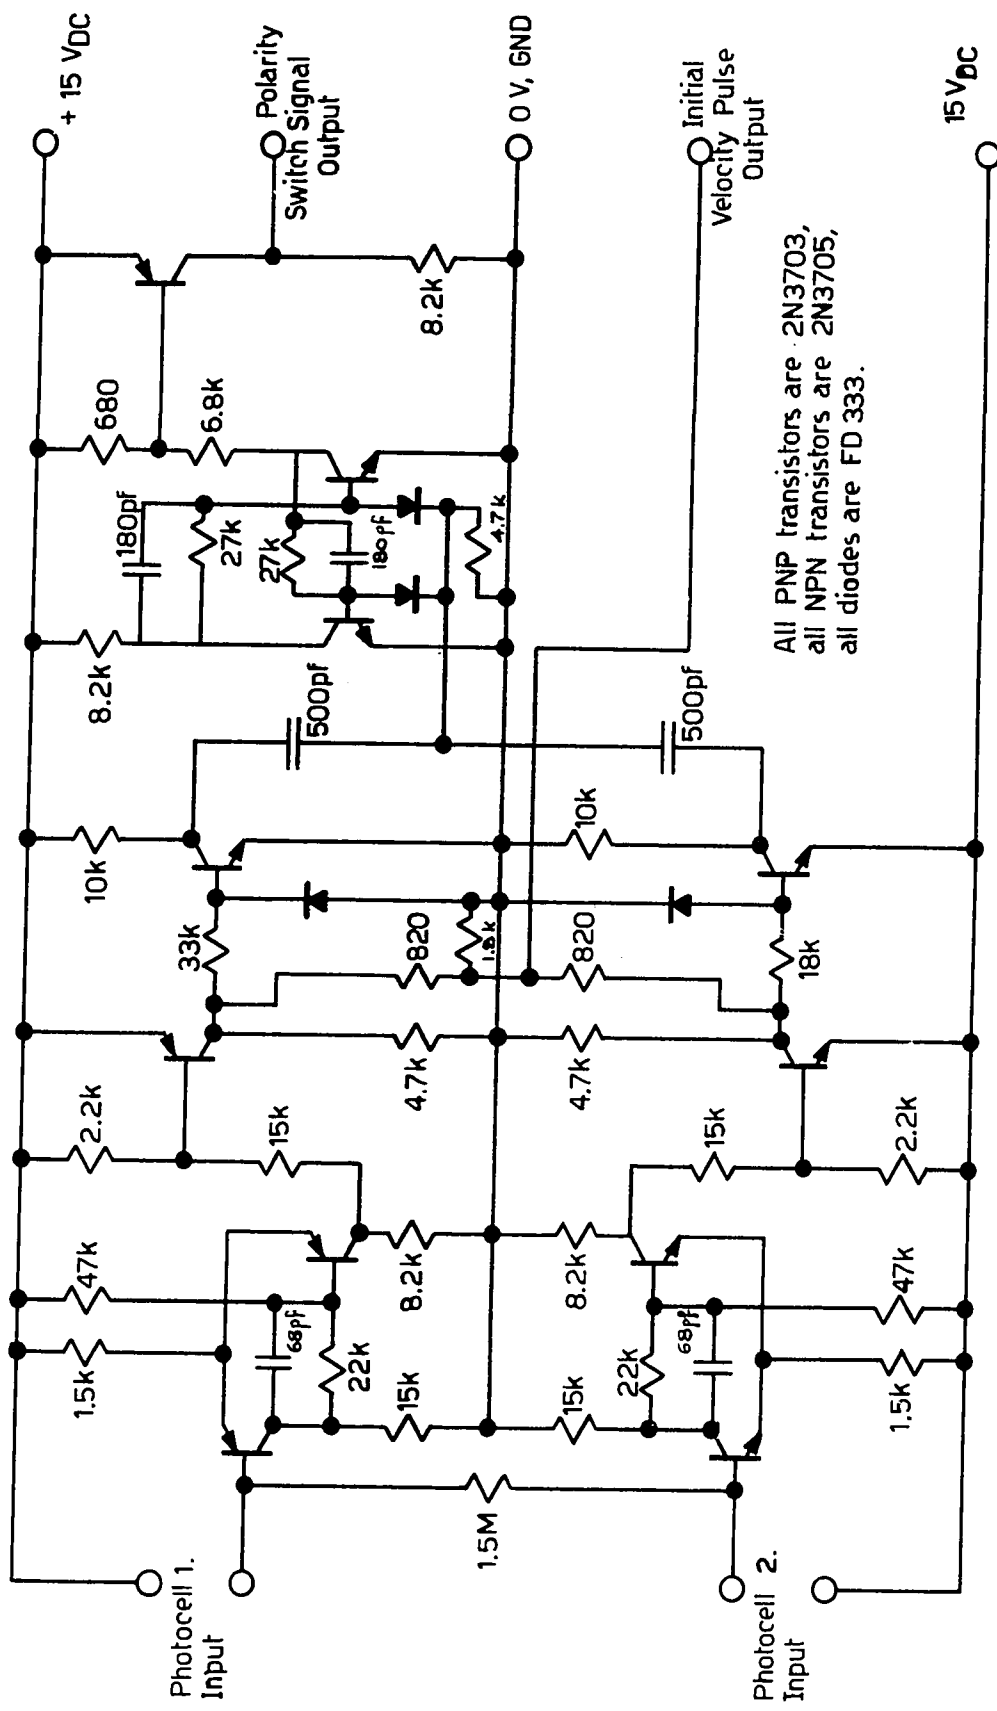 + 15 VDC
Polarity
Switch Signal
Output
0 V, GND
Initial
Velocity Pulse
Output
15 VDC
680
6.8k
8.2k
180pf
27k
27k
180pf
4.7k
8.2k
500pf
500pf
10k
10k
33k
820
1.8k
820
18k
4.7k
4.7k
2.2k
15k
15k
2.2k
47k
68pf
8.2k
8.2k
47k
1.5k
22k
15k
15k
22k
68pf
1.5k
1.5M
Photocell 1.
Input
Photocell 2.
Input
All PNP transistors are 2N3703,
all NPN transistors are 2N3705,
all diodes are FD 333.